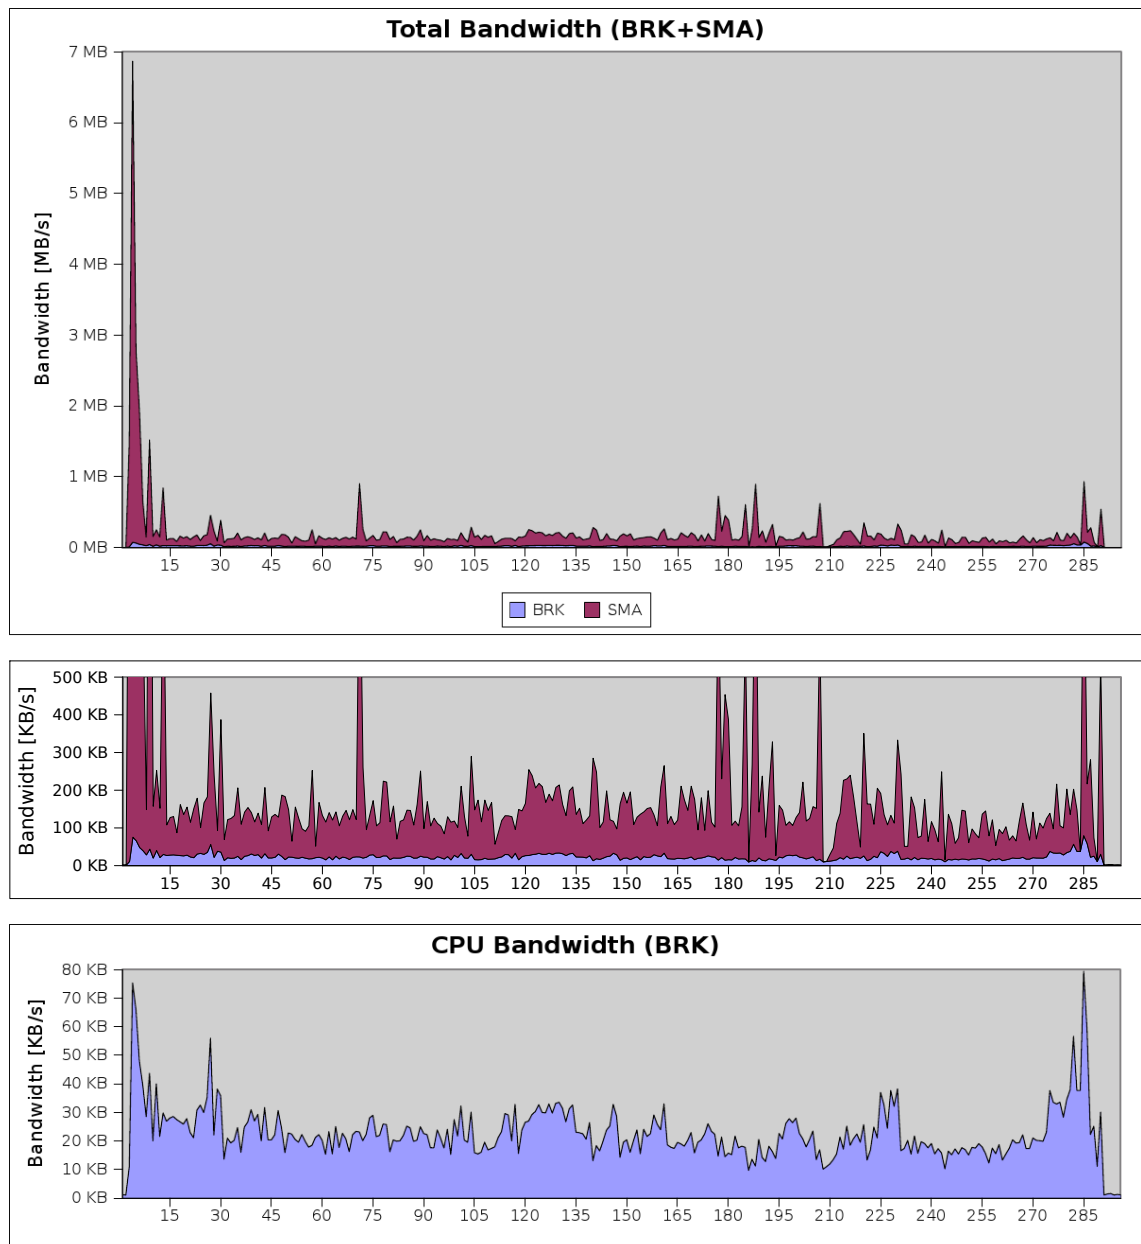 Total Bandwidth (BRK+SMA)
Bandwidth [MB/s]
7 MB
6 MB
5 MB
4 MB
3 MB
2 MB
1 MB
0 MB
15 30 45 60 75 90 105 120 135 150 165 180 195 210 225 240 255 270 285
BRK SMA
Bandwidth [KB/s]
500 KB
400 KB
300 KB
200 KB
100 KB
0 KB
15 30 45 60 75 90 105 120 135 150 165 180 195 210 225 240 255 270 285
CPU Bandwidth (BRK)
Bandwidth [KB/s]
80 KB
70 KB
60 KB
50 KB
40 KB
30 KB
20 KB
10 KB
0 KB
15 30 45 60 75 90 105 120 135 150 165 180 195 210 225 240 255 270 285